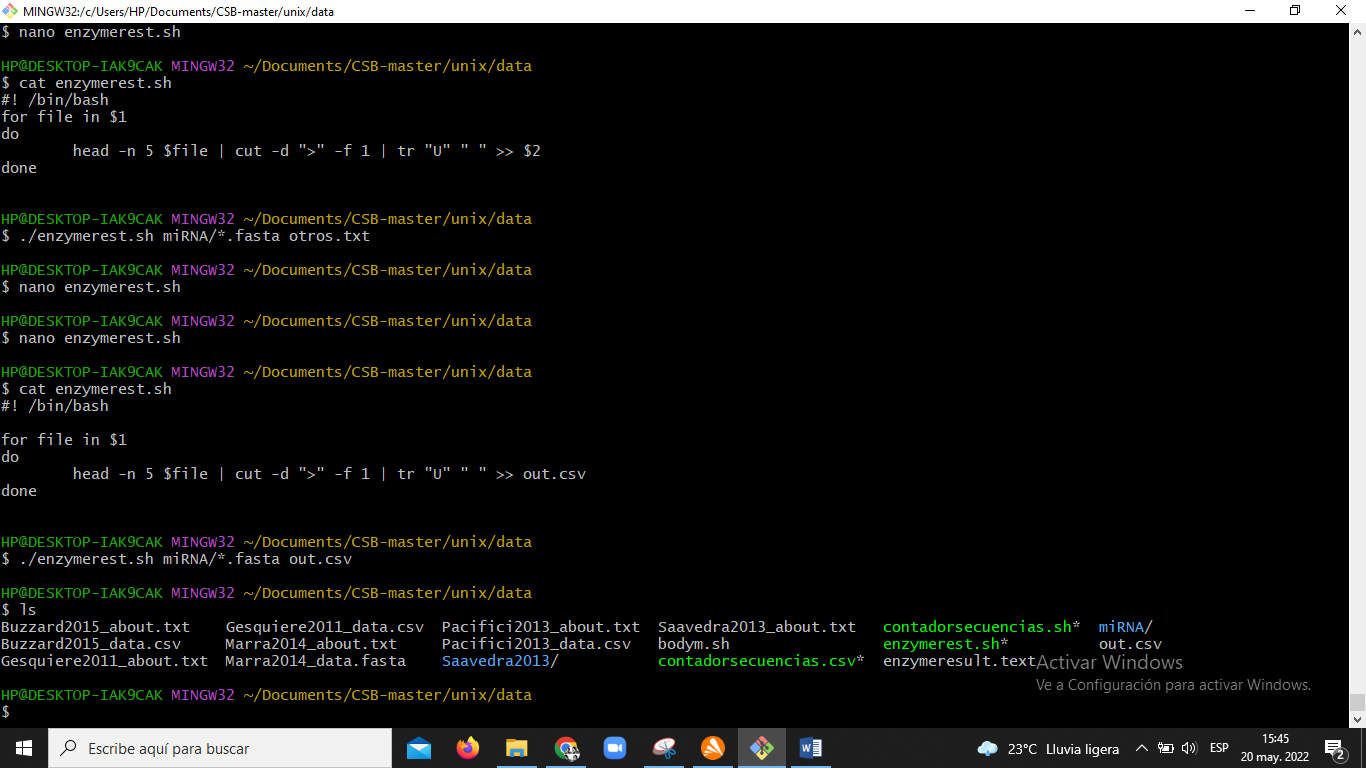 MINGW32:/c/Users/HP/Documents/CSB-master/unix/data
$ nano enzymerest.sh
HP@DESKTOP-IAK9CAK MINGW32 ~/Documents/CSB-master/unix/data
$ cat enzymerest.sh
#! /bin/bash
for file in $1
do
        head -n 5 $file | cut -d ">" -f 1 | tr "U" " " >> $2
done
HP@DESKTOP-IAK9CAK MINGW32 ~/Documents/CSB-master/unix/data
$ ./enzymerest.sh miRNA/*.fasta otros.txt
HP@DESKTOP-IAK9CAK MINGW32 ~/Documents/CSB-master/unix/data
$ nano enzymerest.sh
HP@DESKTOP-IAK9CAK MINGW32 ~/Documents/CSB-master/unix/data
$ nano enzymerest.sh
HP@DESKTOP-IAK9CAK MINGW32 ~/Documents/CSB-master/unix/data
$ cat enzymerest.sh
#! /bin/bash
for file in $1
do
        head -n 5 $file | cut -d ">" -f 1 | tr "U" " " >> out.csv
done
HP@DESKTOP-IAK9CAK MINGW32 ~/Documents/CSB-master/unix/data
$ ./enzymerest.sh miRNA/*.fasta out.csv
HP@DESKTOP-IAK9CAK MINGW32 ~/Documents/CSB-master/unix/data
$ ls
Buzzard2015_about.txt    Gesquiere2011_data.csv  Pacifici2013_about.txt  Saavedra2013_about.txt   contadorsecuencias.sh*  miRNA/
Buzzard2015_data.csv     Marra2014_about.txt     Pacifici2013_data.csv   bodym.sh                 enzymerest.sh*          out.csv
Gesquiere2011_about.txt  Marra2014_data.fasta    Saavedra2013/           contadorsecuencias.csv*  enzymeresult.text
Activar Windows
Ve a Configuración para activar Windows.
HP@DESKTOP-IAK9CAK MINGW32 ~/Documents/CSB-master/unix/data
$
Escribe aquí para buscar
23°C Lluvia ligera
ESP
15:45
20 may. 2022
2